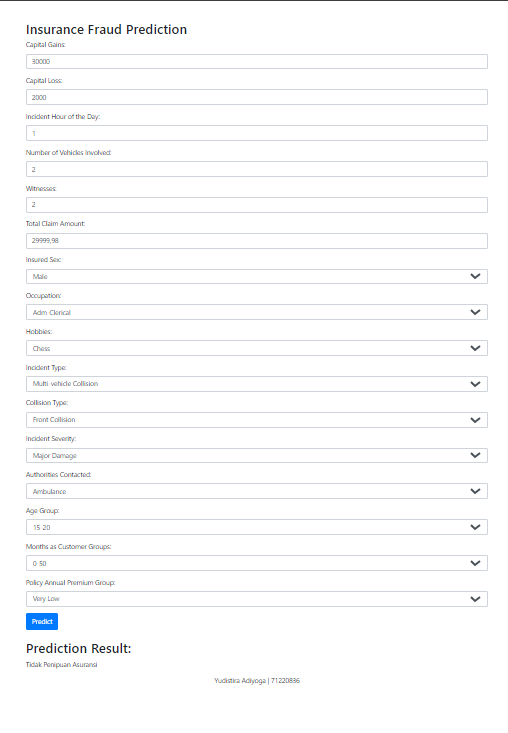 Insurance Fraud Prediction
Capital Gains:
30000
Capital Loss:
2000
Incident Hour of the Day:
1
Number of Vehicles Involved:
2
Witnesses:
2
Total Claim Amount:
29999,98
Insured Sex:
Male
Occupation:
Adm-Clerical
Hobbies:
Chess
Incident Type:
Multi-vehicle Collision
Collision Type:
Front Collision
Incident Severity:
Major Damage
Authorities Contacted:
Ambulance
Age Group:
15-20
Months as Customer Groups:
0-50
Policy Annual Premium Group:
Very Low
Predict
Prediction Result:
Tidak Penipuan Asuransi
Yudistira Adiyoga | 71220836